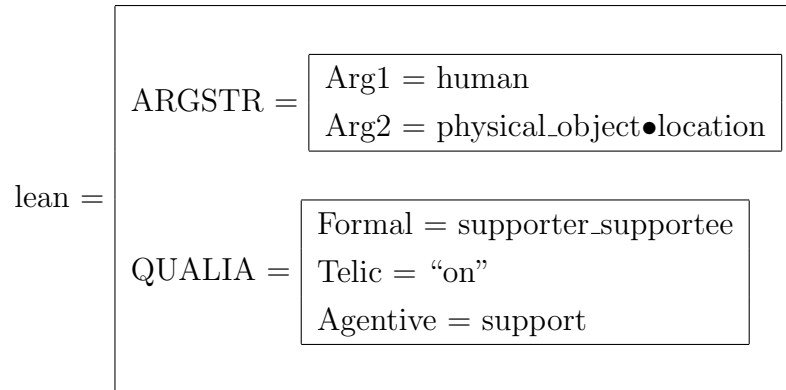 ARGSTR = Arg1 = human
Arg2 = physical_object•location
lean =
QUALIA = Formal = supporter_supportee
Telic = “on”
Agentive = support